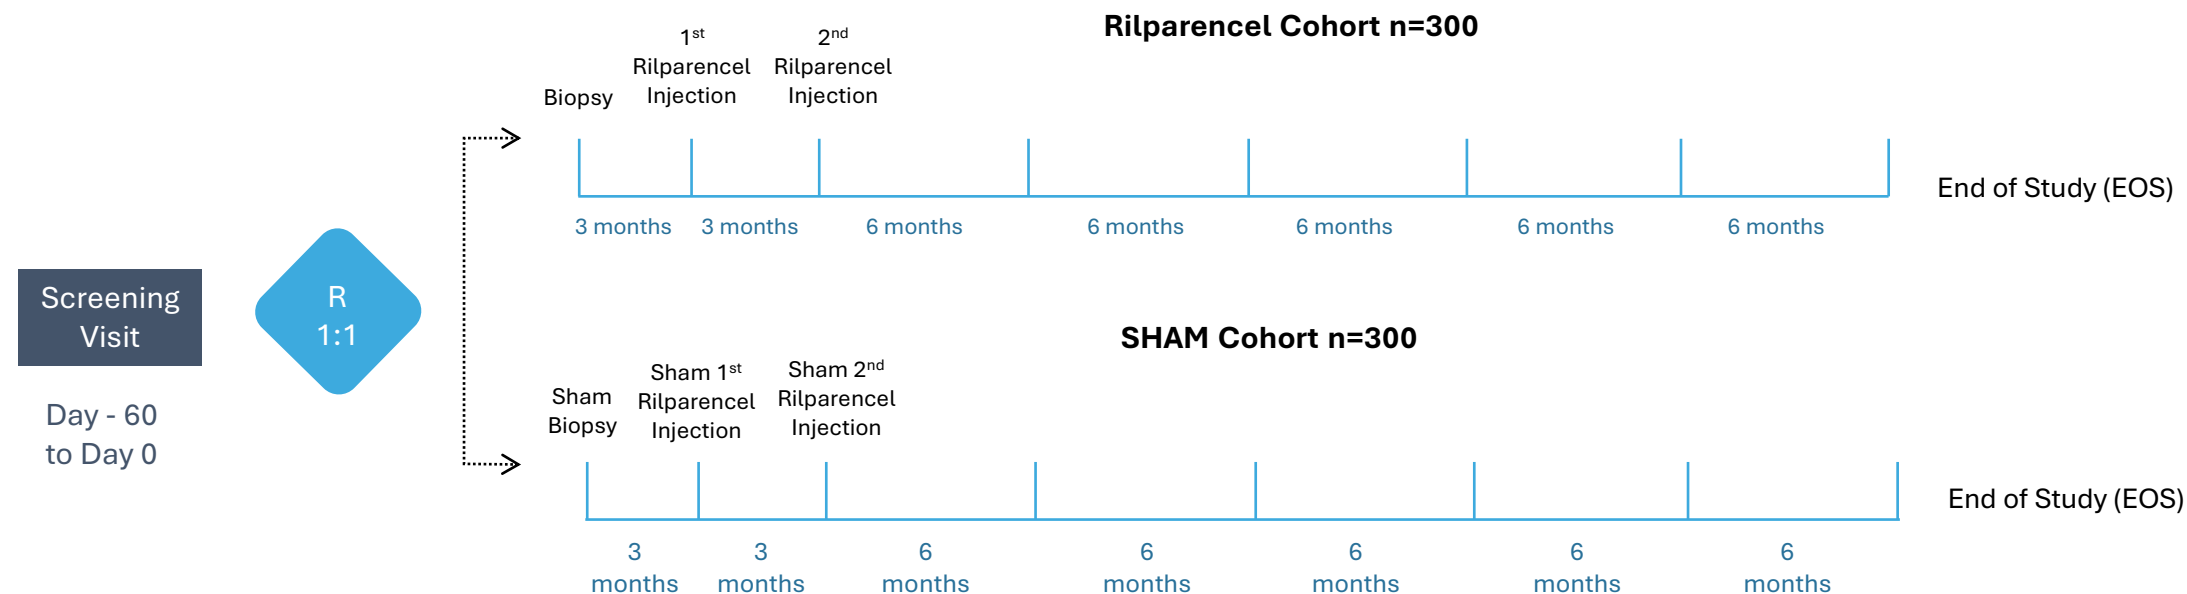 Rilparencel Cohort n=300
Biopsy
1st
Rilparencel
Injection
2nd
Rilparencel
Injection
End of Study (EOS)
3 months
3 months
6 months
6 months
6 months
6 months
6 months
Screening
Visit
Day - 60
to Day 0
R
1:1
SHAM Cohort n=300
Sham
Biopsy
Sham 1st
Rilparencel
Injection
Sham 2nd
Rilparencel
Injection
End of Study (EOS)
3
months
3
months
6
months
6
months
6
months
6
months
6
months